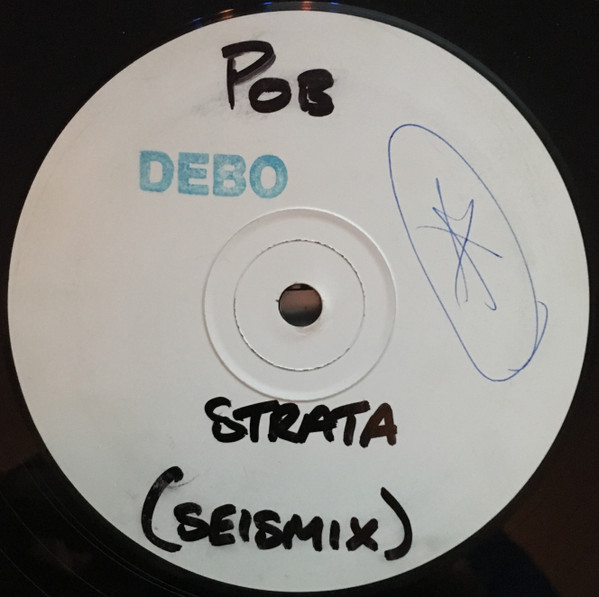 POB
DEBO
STRATA
(SEISMIX)